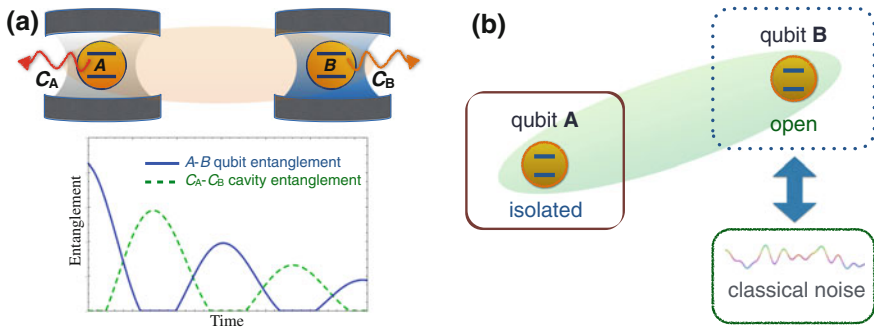 (a)
A
B
C_A
C_B
A-B qubit entanglement
C_A-C_B cavity entanglement
Entanglement
Time
(b)
qubit B
open
qubit A
isolated
classical noise